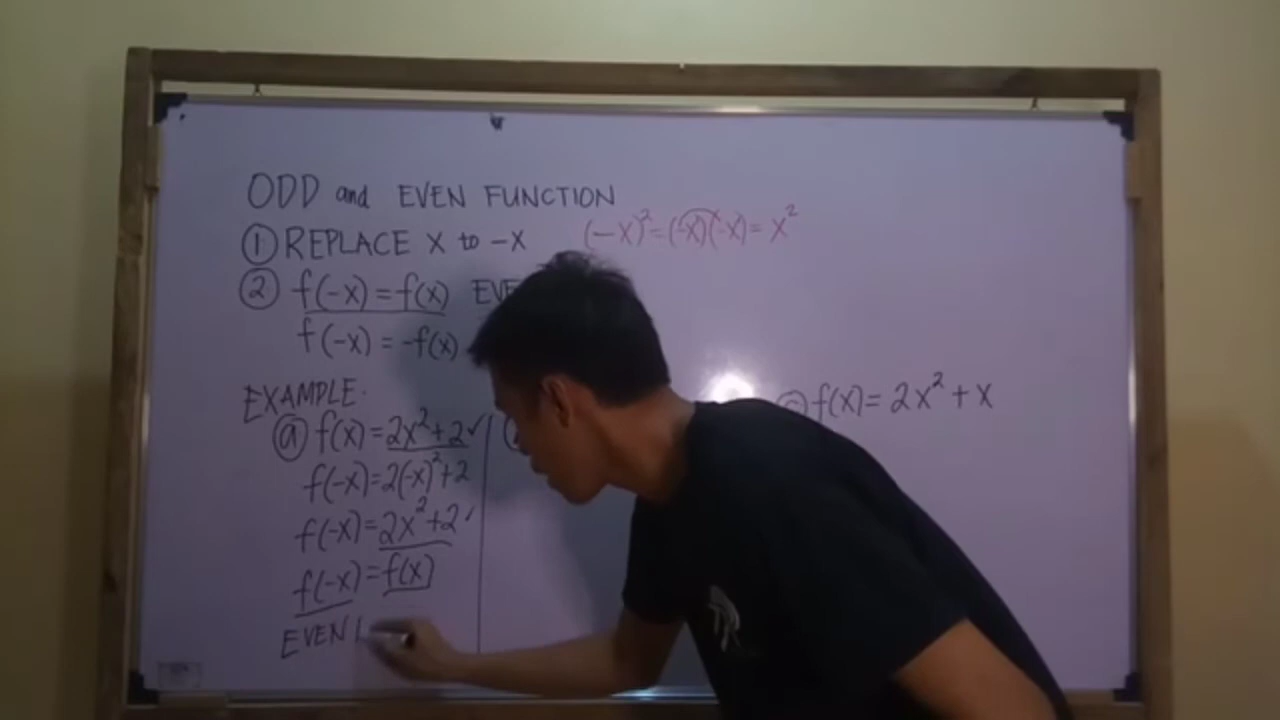 ODD and EVEN FUNCTION
① REPLACE X to -X
(-X)²=(-X)(-X)= X²
② f(-X) = f(X) EVE
f(-X) = -f(X)
EXAMPLE.
ⓐ f(X) = 2X²+2 ✓
f(-X)=2(-X)²+2
f(-X)=2X²+2 ✓
f(-X)=f(X)
EVEN
ⓒ f(X)= 2X² + X